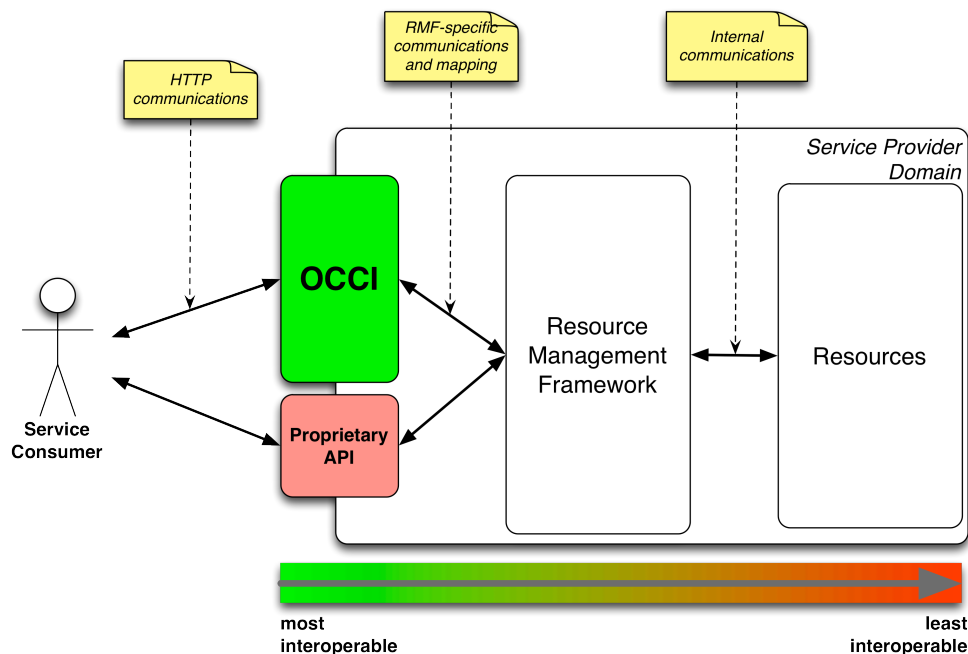 RMF-specific
communications
and mapping
Internal
communications
HTTP
communications
Service Provider
Domain
OCCI
Resource
Management
Framework
Resources
Service
Consumer
Proprietary
API
most
interoperable
least
interoperable